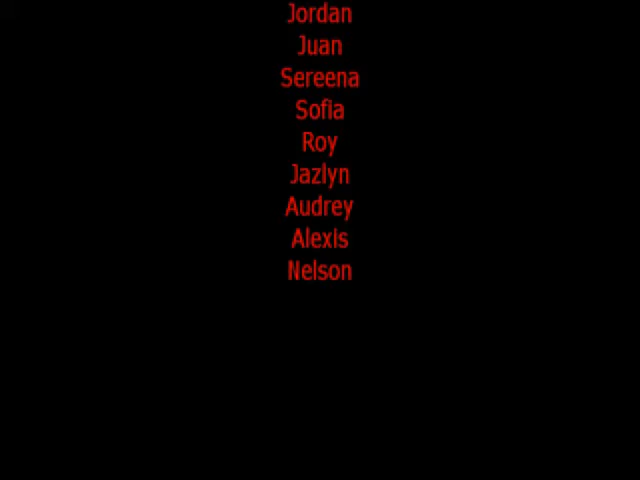 Jordan
Juan
Sereena
Sofia
Roy
Jazlyn
Audrey
Alexis
Nelson